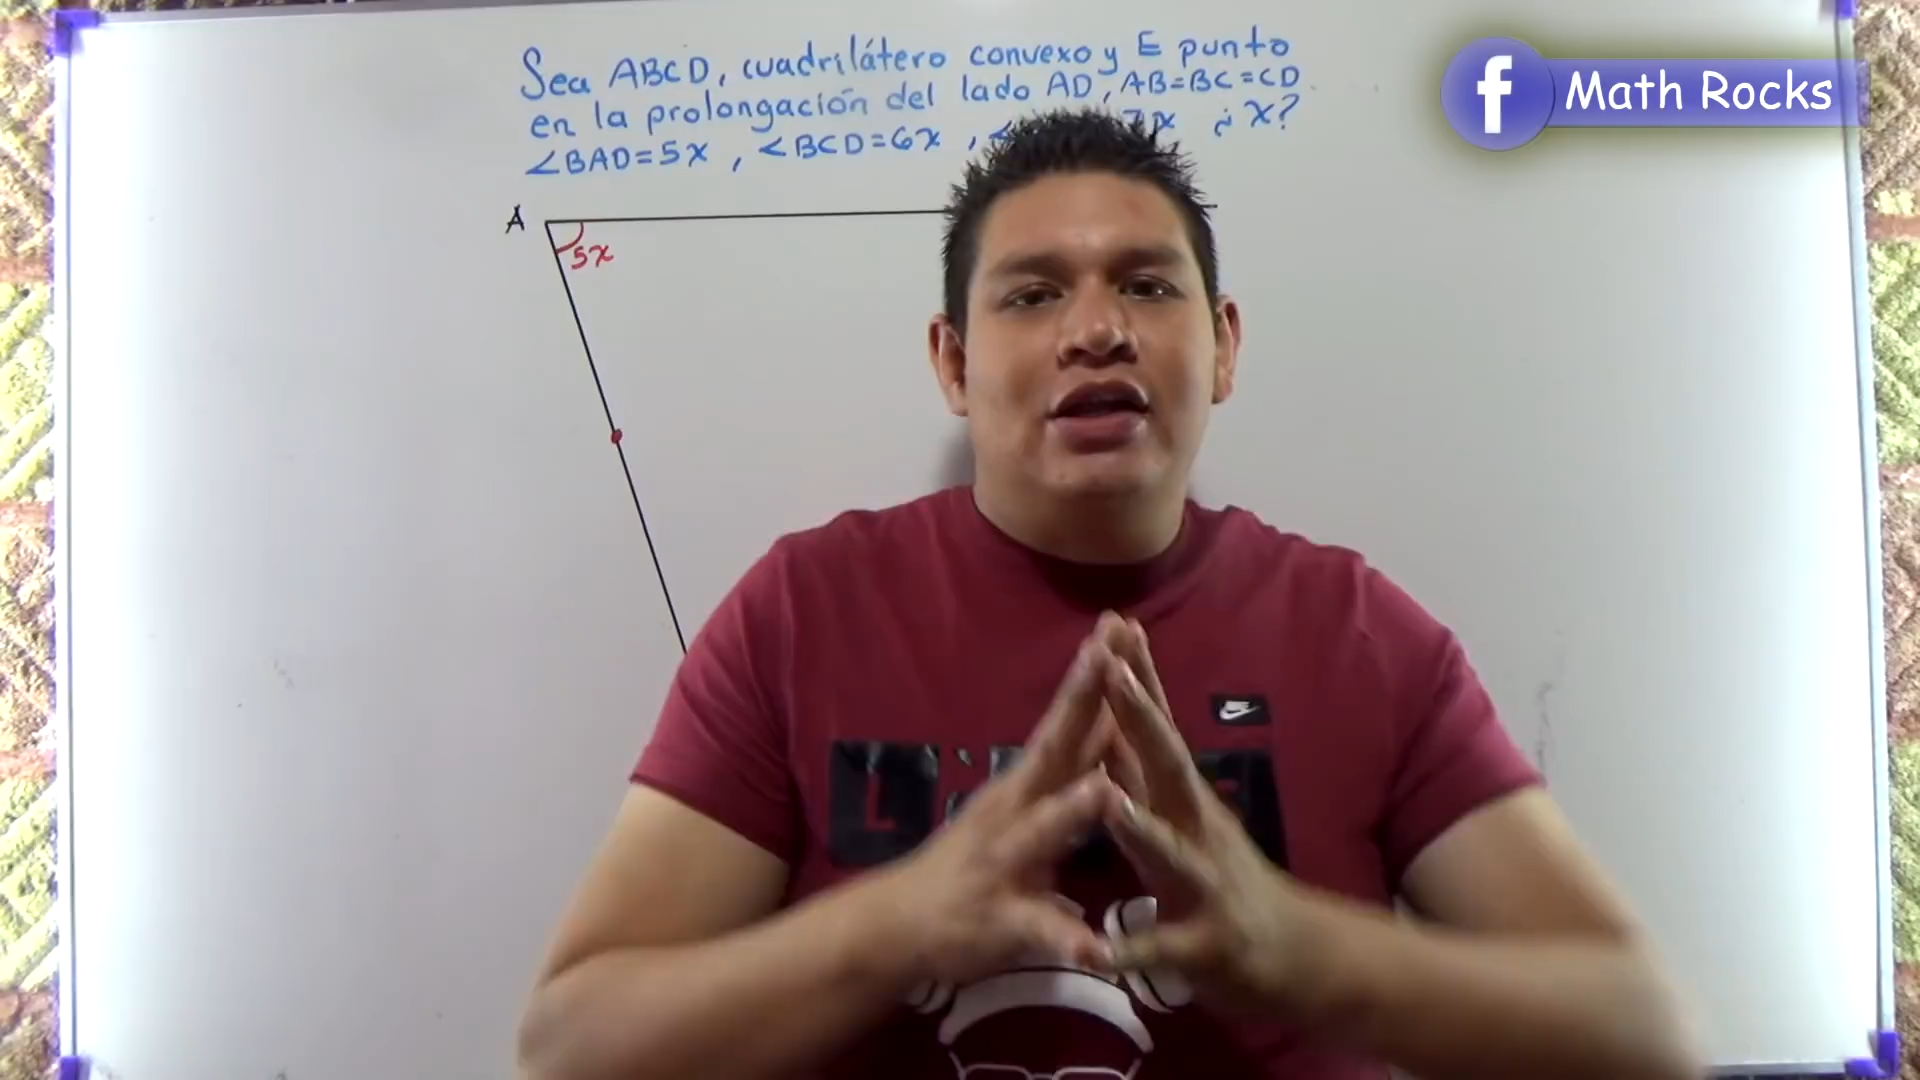 Sea ABCD, cuadrilátero convexo y E punto
en la prolongación del lado AD, AB=BC=CD
∠BAD=5x , ∠BCD=6x , ∠ 7x ¿x?
A
5x
f Math Rocks